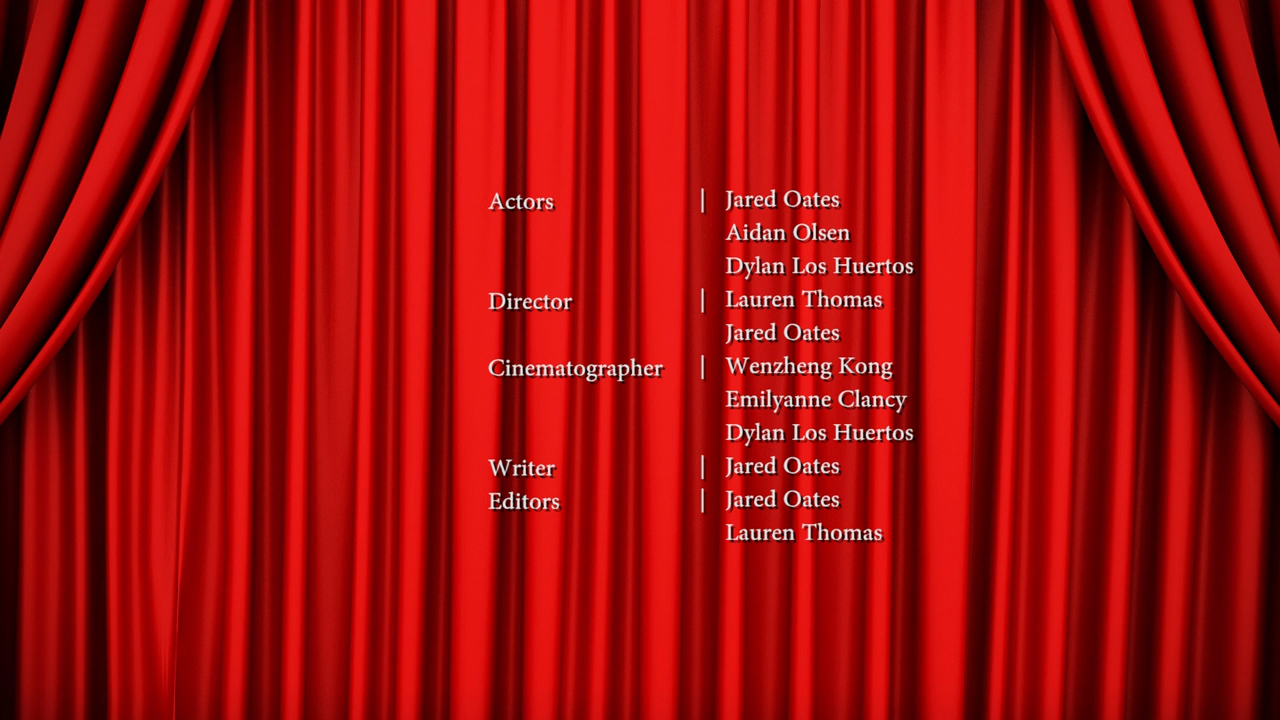 Actors | Jared Oates
Aidan Olsen
Dylan Los Huertos
Director | Lauren Thomas
Jared Oates
Cinematographer | Wenzheng Kong
Emilyanne Clancy
Dylan Los Huertos
Writer | Jared Oates
Editors | Jared Oates
Lauren Thomas